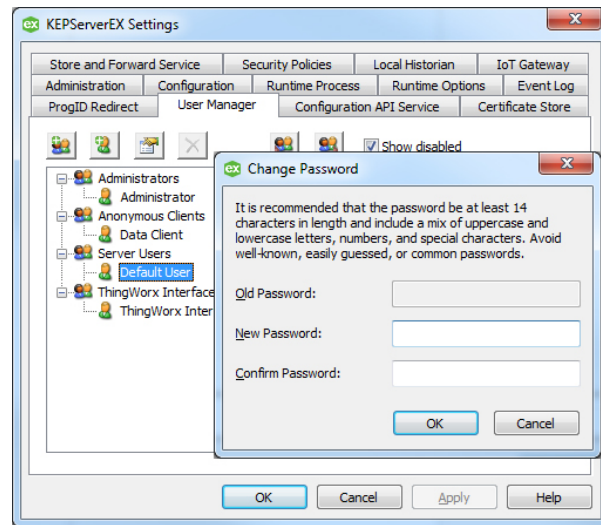 KEPServerEX Settings
Store and Forward Service
Security Policies
Local Historian
IoT Gateway
Administration
Configuration
Runtime Process
Runtime Options
Event Log
ProgID Redirect
User Manager
Configuration API Service
Certificate Store
Show disabled
Administrators
Administrator
Anonymous Clients
Data Client
Server Users
Default User
ThingWorx Interface
ThingWorx Inter
Change Password
It is recommended that the password be at least 14
characters in length and include a mix of uppercase and
lowercase letters, numbers, and special characters. Avoid
well-known, easily guessed, or common passwords.
Old Password:
New Password:
Confirm Password:
OK
Cancel
OK
Cancel
Apply
Help